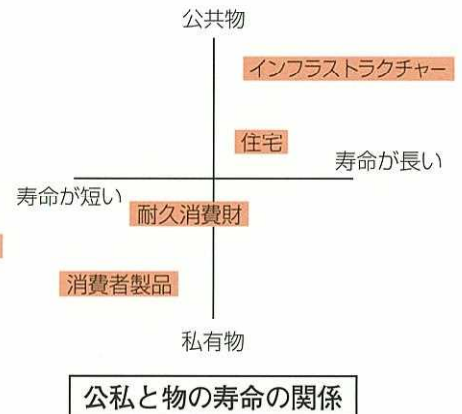 公共物
インフラストラクチャー
住宅
寿命が長い
寿命が短い
耐久消費財
消費者製品
私有物
公私と物の寿命の関係